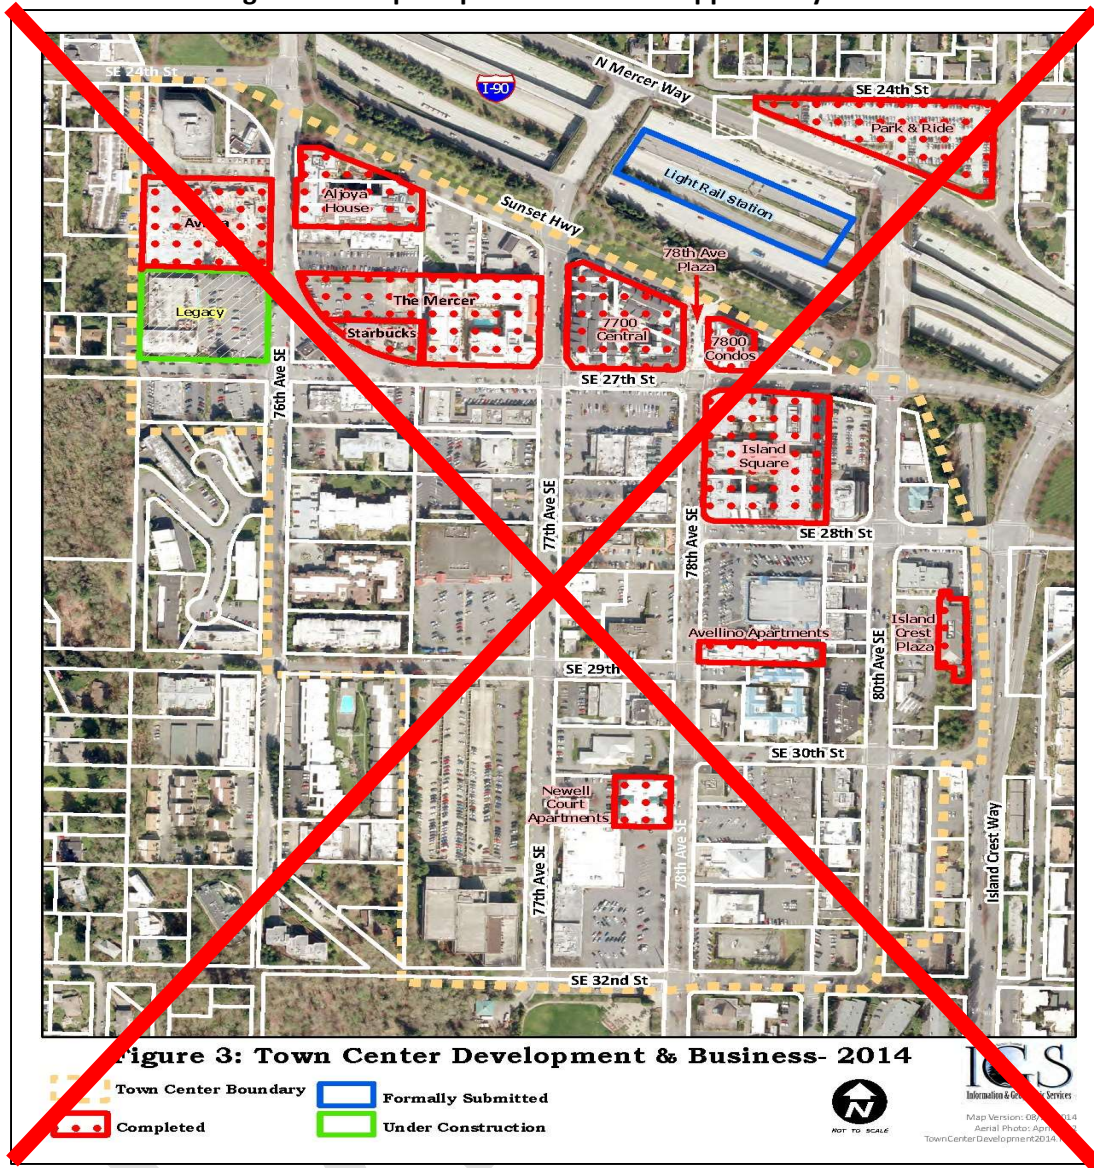 SE 24th St
I-90
N Mercer Way
SE 24th St
Park & Ride
Aljoya
House
Light Rail Station
Sunset Hwy
78th Ave
Plaza
Legacy
The Mercer
Starbucks
7700
Central
7800
Condos
SE 27th St
76th Ave SE
Island
Square
77th Ave SE
78th Ave SE
SE 28th St
Avellino Apartments
Island
Crest
Plaza
SE 29th
80th Ave SE
SE 30th St
Newell
Court
Apartments
77th Ave SE
78th Ave SE
Island Crest Way
SE 32nd St
Figure 3: Town Center Development & Business- 2014
Town Center Boundary
Formally Submitted
Completed
Under Construction
N
NOT TO SCALE
IGS
Information & Services
Map Version:
Aerial Photo: